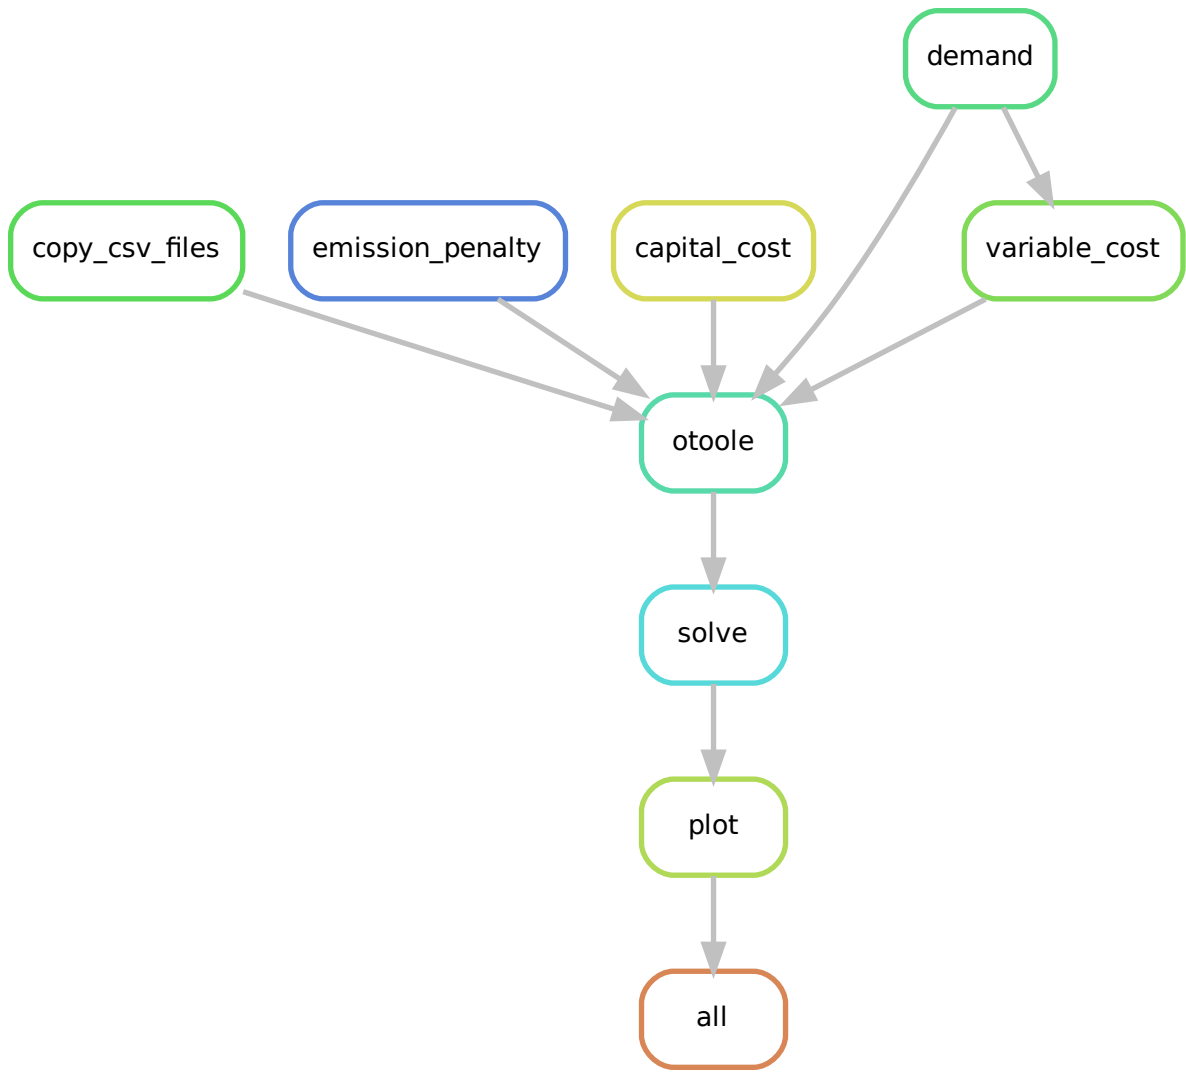 demand
copy_csv_files
emission_penalty
capital_cost
variable_cost
otoole
solve
plot
all